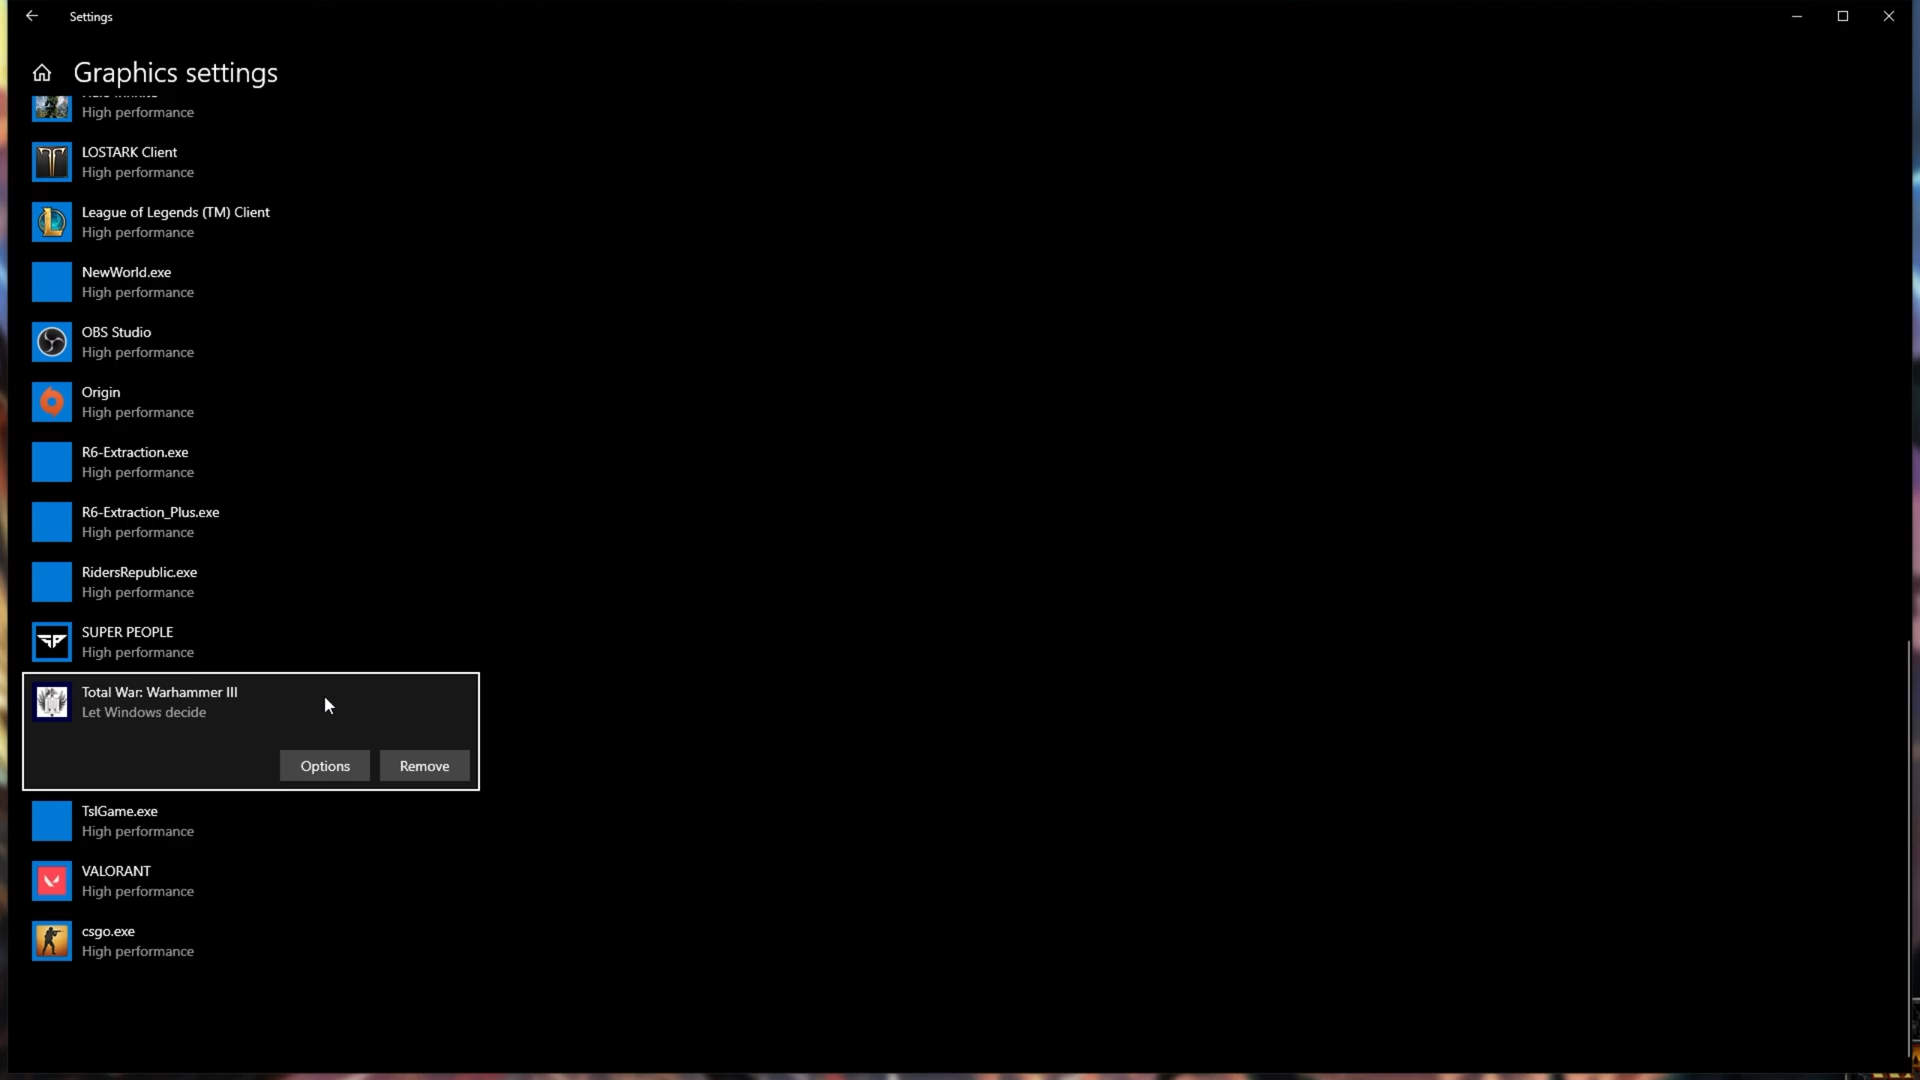 Settings
Graphics settings
High performance
LOSTARK Client
High performance
League of Legends (TM) Client
High performance
NewWorld.exe
High performance
OBS Studio
High performance
Origin
High performance
R6-Extraction.exe
High performance
R6-Extraction_Plus.exe
High performance
RidersRepublic.exe
High performance
SUPER PEOPLE
High performance
Total War: Warhammer III
Let Windows decide
Options Remove
TslGame.exe
High performance
VALORANT
High performance
csgo.exe
High performance